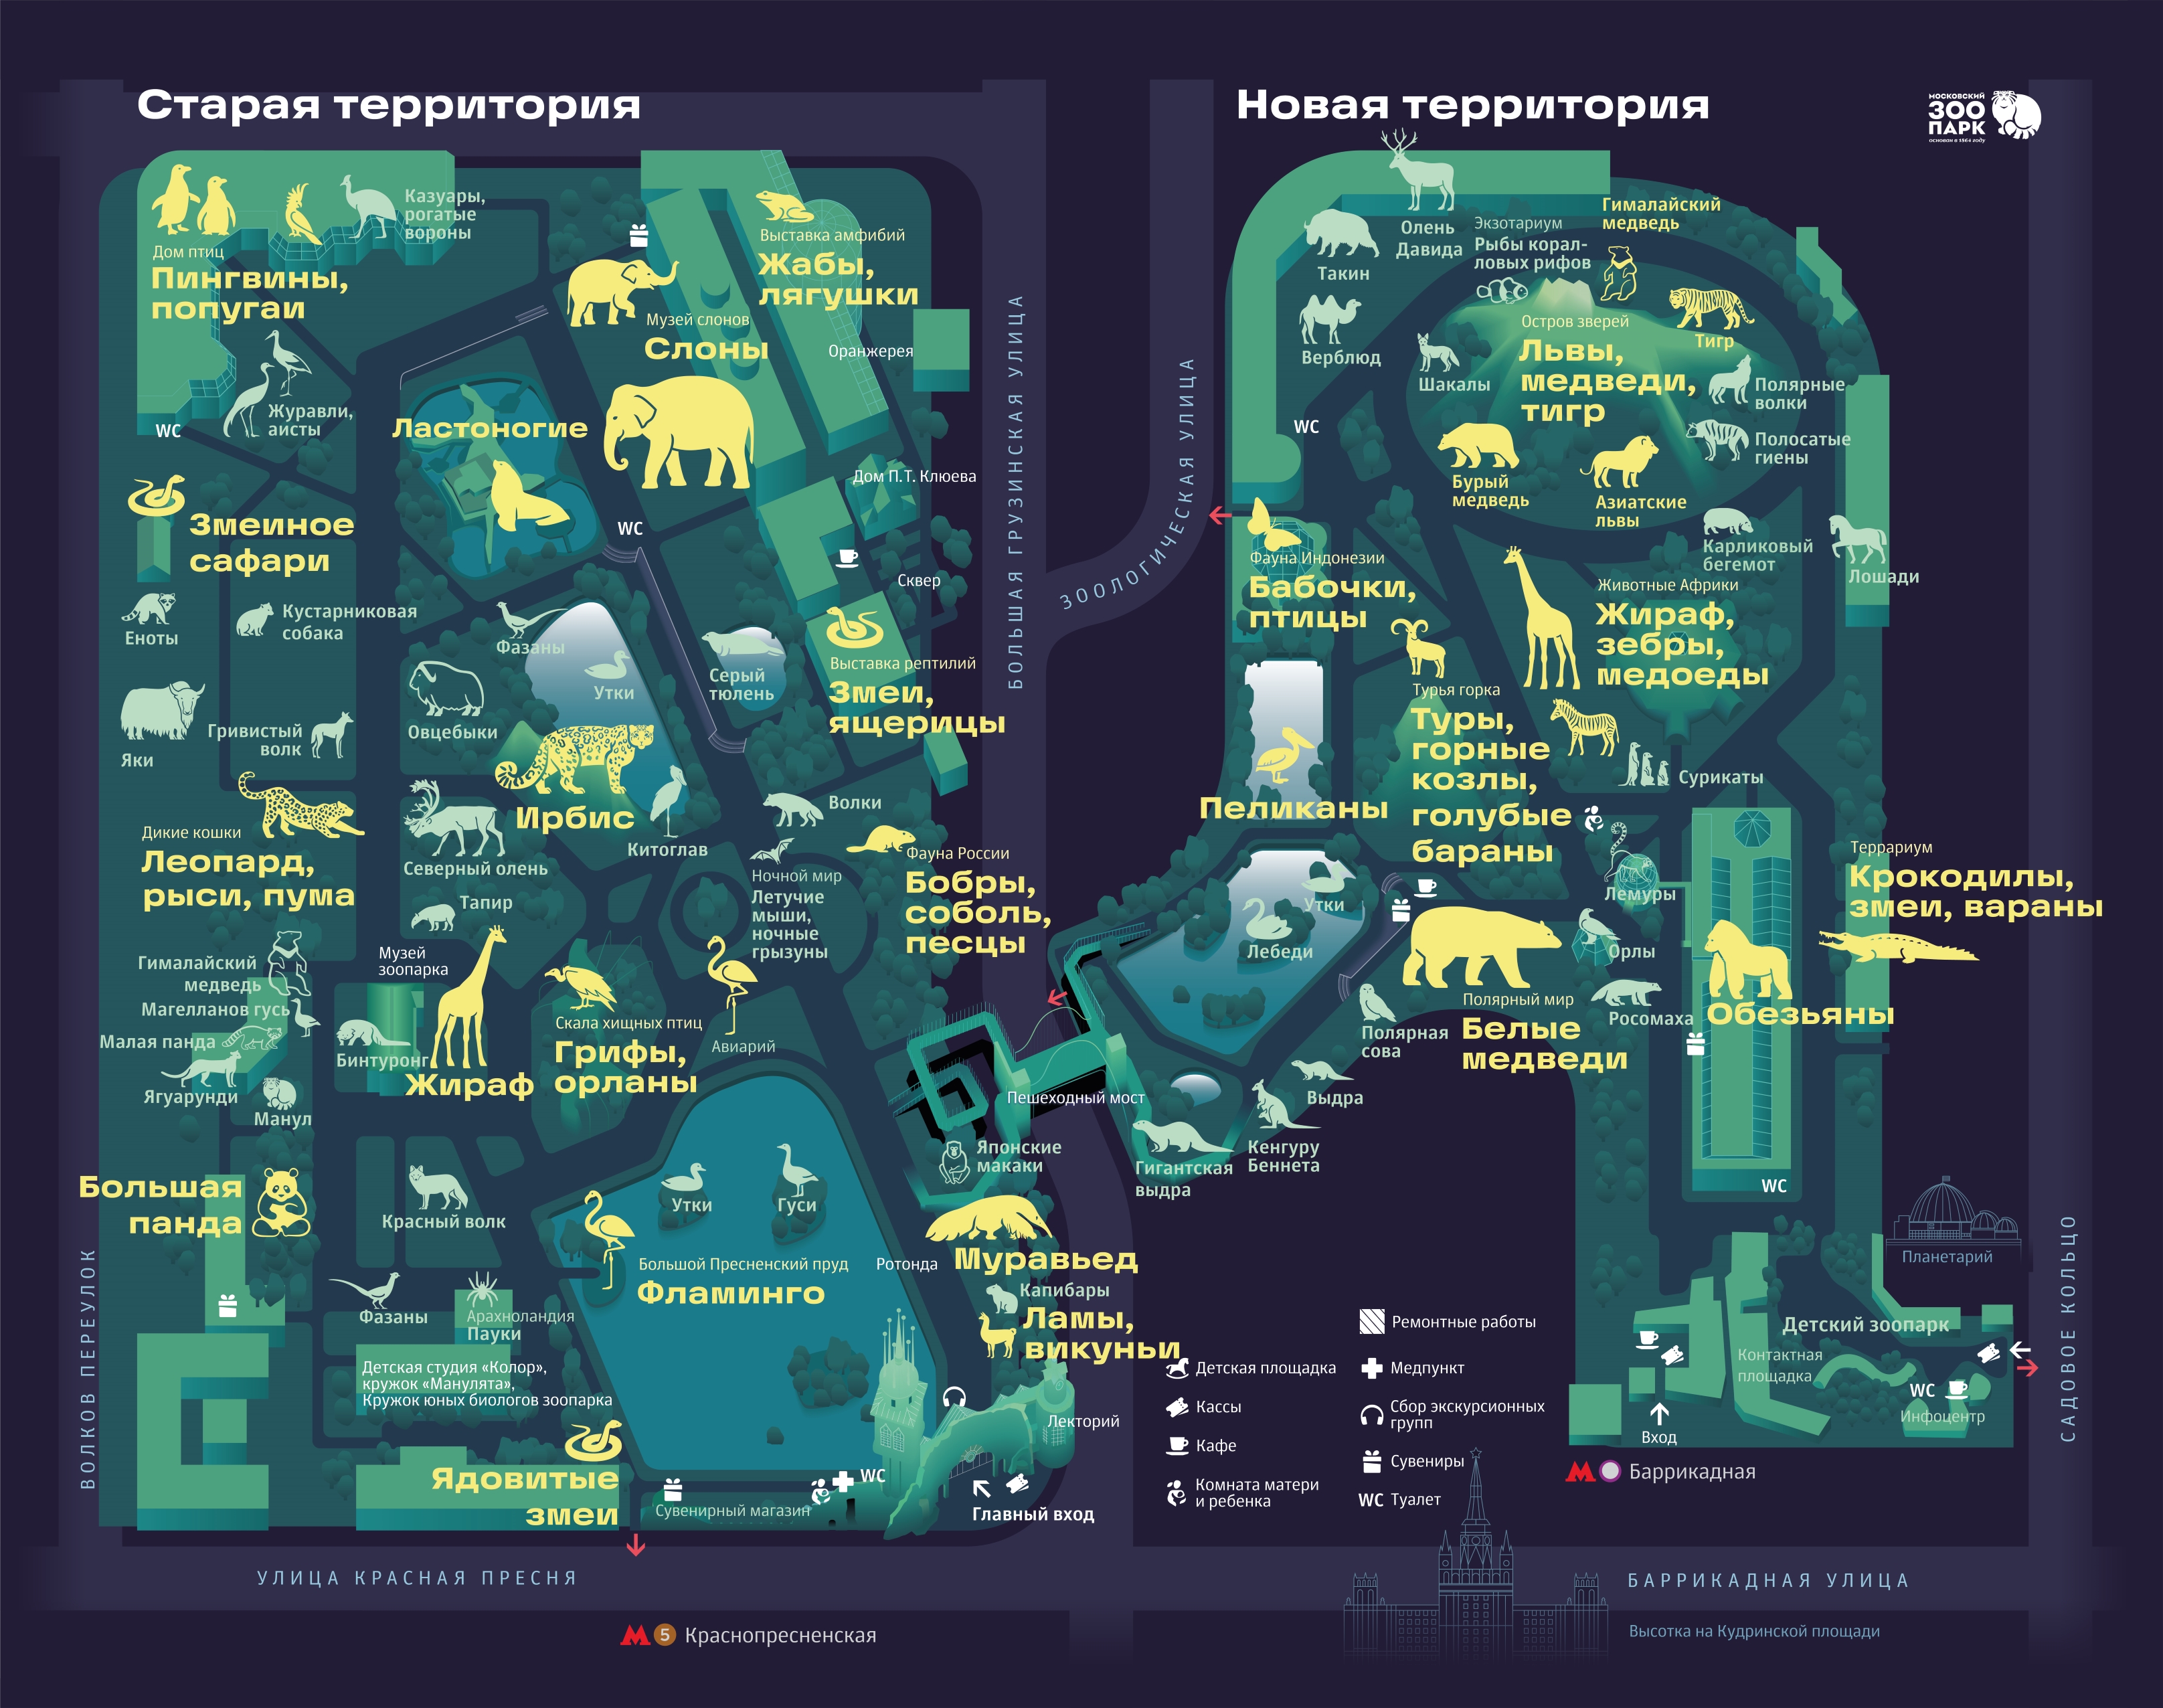 Старая территория
Новая территория
МОСКОВСКИЙ
ЗОО
ПАРК
основан в 1864 году
Казуары,
рогатые
вороны
Дом птиц
Пингвины,
попугаи
Журавли,
аисты
WC
Выставка амфибий
Жабы,
лягушки
Музей слонов
Слоны
Оранжерея
Ластоногие
Дом П.Т. Клюева
WC
Сквер
Змеиное
сафари
Еноты
Кустарниковая
собака
Фазаны
Утки
Серый
тюлень
Выставка рептилий
Змеи,
ящерицы
Яки
Гривистый
волк
Овцебыки
Ирбис
Китоглав
Волки
Дикие кошки
Леопард,
рыси, пума
Северный олень
Тапир
Ночной мир
Летучие
мыши,
ночные
грызуны
Фауна России
Бобры,
соболь,
песцы
Гималайский
медведь
Магелланов гусь
Малая панда
Ягуарунди
Манул
Музей
зоопарка
Бинтуронг
Жираф
Скала хищных птиц
Грифы,
орланы
Авиарий
Большая
панда
Красный волк
Утки
Гуси
Большой Пресненский пруд
Фламинго
Ротонда
Фазаны
Арахноландия
Пауки
Детская студия «Колор»,
кружок «Манулята»,
Кружок юных биологов зоопарка
Ядовитые
змеи
Сувенирный магазин
WC
Главный вход
Лекторий
Японские
макаки
Муравьед
Капибары
Ламы,
викуньи
Пешеходный мост
ВОЛКОВ ПЕРЕУЛОК
УЛИЦА КРАСНАЯ ПРЕСНЯ
БОЛЬШАЯ ГРУЗИНСКАЯ УЛИЦА
ЗООЛОГИЧЕСКАЯ УЛИЦА
М 5 Краснопресненская
Олень
Давида
Такин
Верблюд
WC
Экзотариум
Рыбы корал-
ловых рифов
Гималайский
медведь
Остров зверей
Львы,
медведи,
тигр
Тигр
Шакалы
Полярные
волки
Полосатые
гиены
Бурый
медведь
Азиатские
львы
Карликовый
бегемот
Лошади
Фауна Индонезии
Бабочки,
птицы
Животные Африки
Жираф,
зебры,
медоеды
Турья горка
Туры,
горные
козлы,
голубые
бараны
Сурикаты
Пеликаны
Утки
Лебеди
Лемуры
Орлы
Росомаха
Террариум
Крокодилы,
змеи, вараны
Обезьяны
Полярная
сова
Полярный мир
Белые
медведи
Выдра
Кенгуру
Беннета
Гигантская
выдра
WC
Планетарий
Детский зоопарк
Контактная
площадка
WC
Инфоцентр
Вход
М Баррикадная
САДОВОЕ КОЛЬЦО
БАРРИКАДНАЯ УЛИЦА
Высотка на Кудринской площади
Ремонтные работы
Детская площадка
Медпункт
Кассы
Сбор экскурсионных
групп
Кафе
Сувениры
Комната матери
и ребенка
WC Туалет